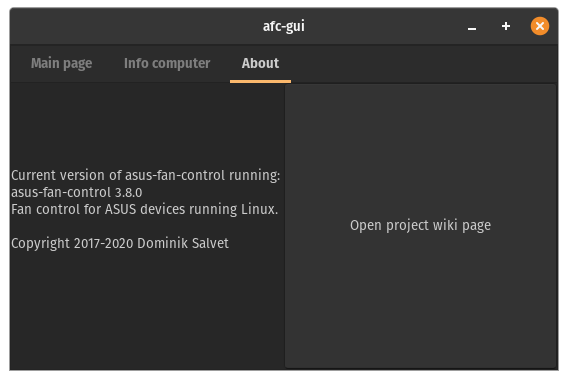 afc-gui
Main page
Info computer
About
Current version of asus-fan-control running:
asus-fan-control 3.8.0
Fan control for ASUS devices running Linux.
Copyright 2017-2020 Dominik Salvet
Open project wiki page